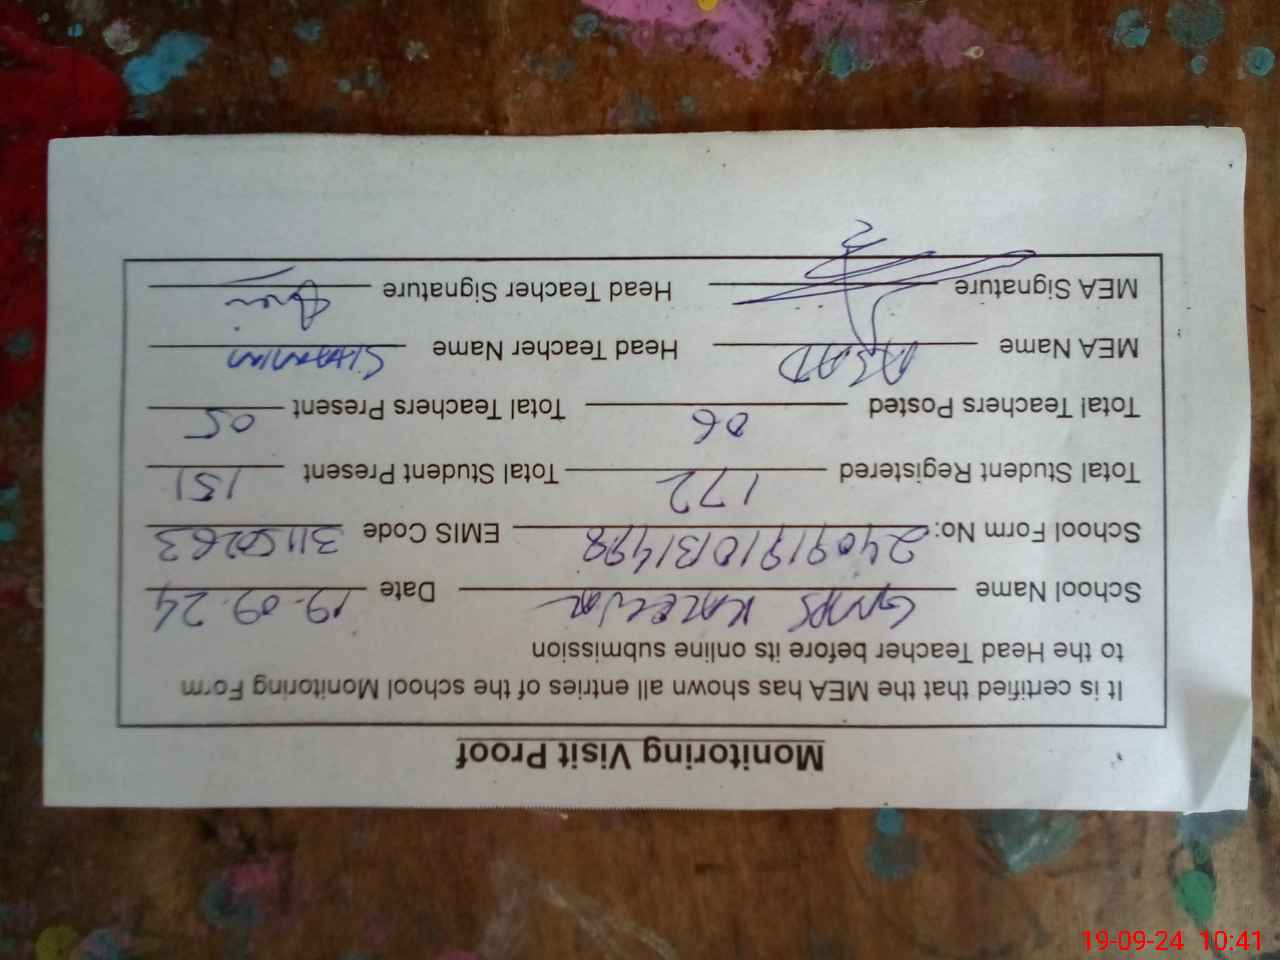 Monitoring Visit Proof
It is certified that the MEA has shown all entries of the school Monitoring Form
to the Head Teacher before its online submission
School Name GMPS Date 19-09-24
School Form No: 24091910131498 EMIS Code 31150263
Total Student Registered 172 Total Student Present 151
Total Teachers Posted 06 Total Teachers Present 05
MEA Name ASAD Head Teacher Name
MEA Signature Head Teacher Signature
19-09-24 10:41